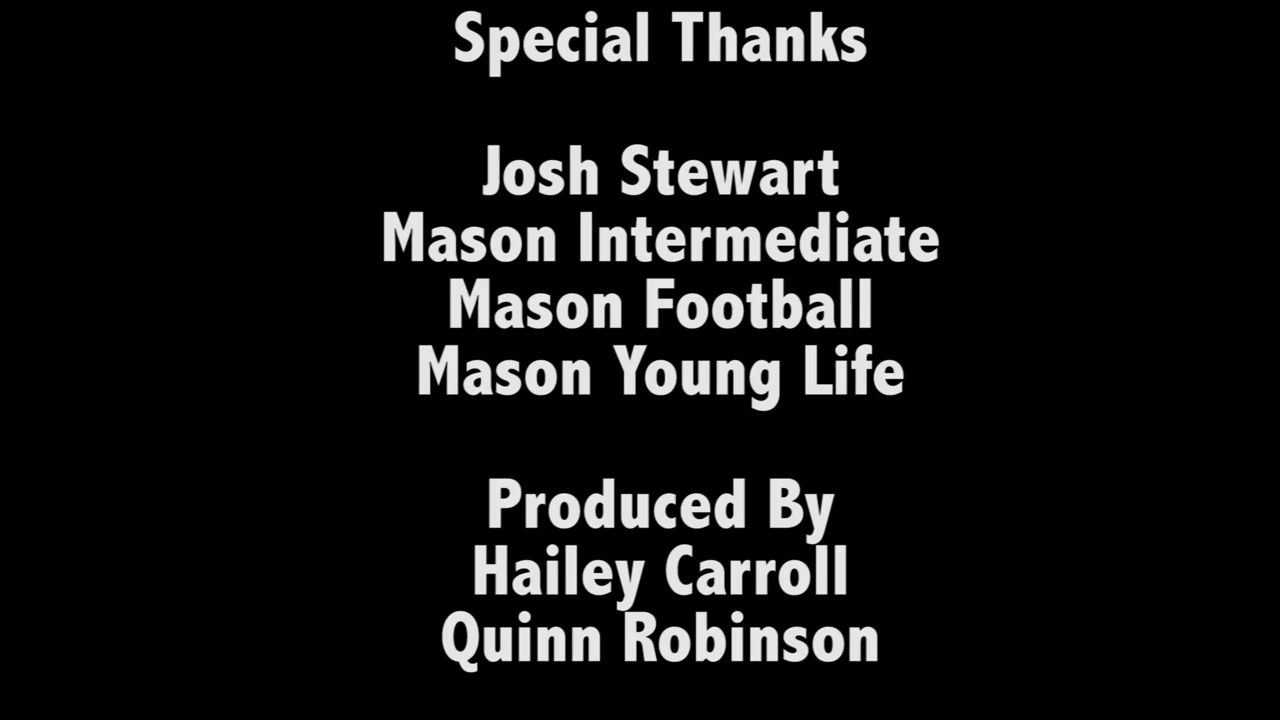 Special Thanks
Josh Stewart
Mason Intermediate
Mason Football
Mason Young Life
Produced By
Hailey Carroll
Quinn Robinson